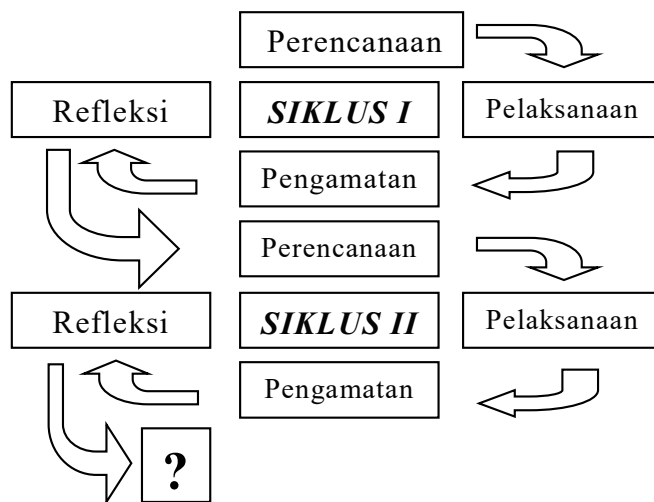 Perencanaan
Refleksi
SIKLUS I
Pelaksanaan
Pengamatan
Perencanaan
Refleksi
SIKLUS II
Pelaksanaan
Pengamatan
?